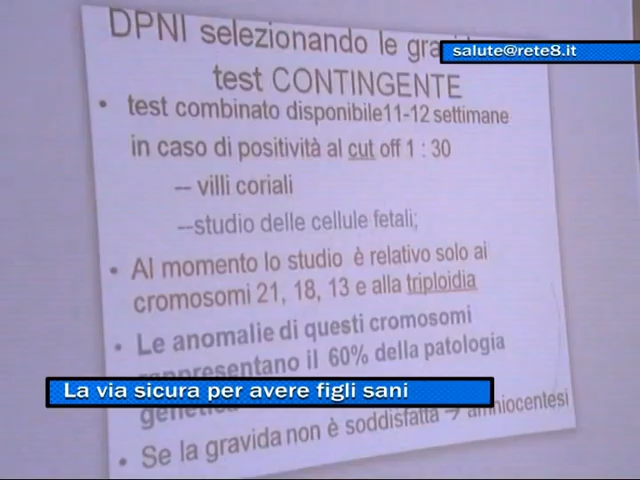 DPNI selezionando le
salute@rete8.it
test CONTINGENTE
• test combinato disponibile11-12 settimane
in caso di positività al cut off 1 : 30
-- villi coriali
--studio delle cellule fetali;
• Al momento lo studio è relativo solo ai
cromosomi 21, 18, 13 e alla triploidia
• Le anomalie di questi cromosomi
rappresentano il 60% della patologia
La via sicura per avere figli sani
• Se la gravida non è soddisfatta → amniocentesi